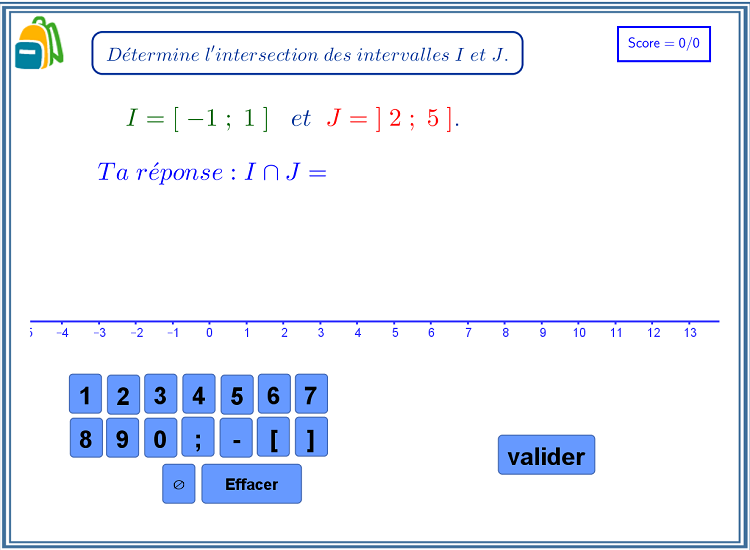 Détermine l'intersection des intervalles I et J.
Score = 0/0
I = [ −1 ; 1 ] et J = ] 2 ; 5 ].
Ta réponse : I ∩ J =
5 −4 −3 −2 −1 0 1 2 3 4 5 6 7 8 9 10 11 12 13
1 2 3 4 5 6 7
8 9 0 ; - [ ]
valider
∅ Effacer